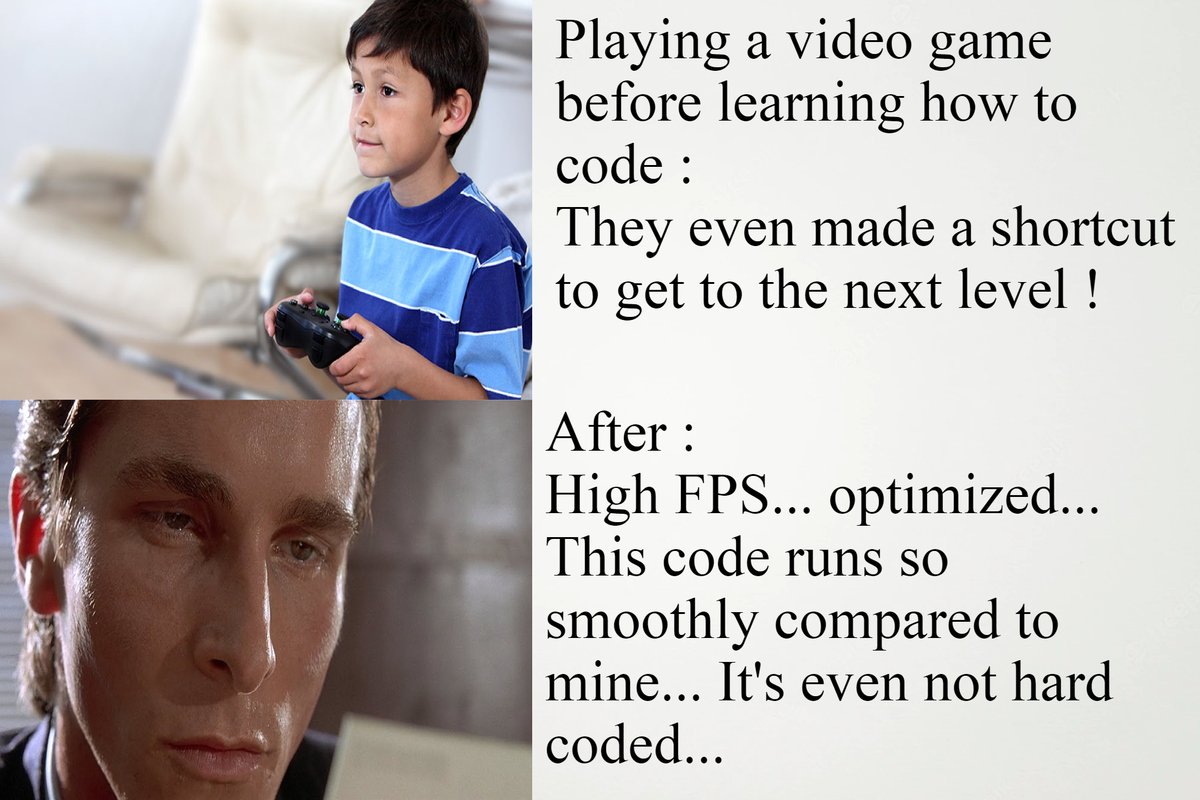 Playing a video game
before learning how to
code :
They even made a shortcut
to get to the next level !
After :
High FPS... optimized...
This code runs so
smoothly compared to
mine... It's even not hard
coded...